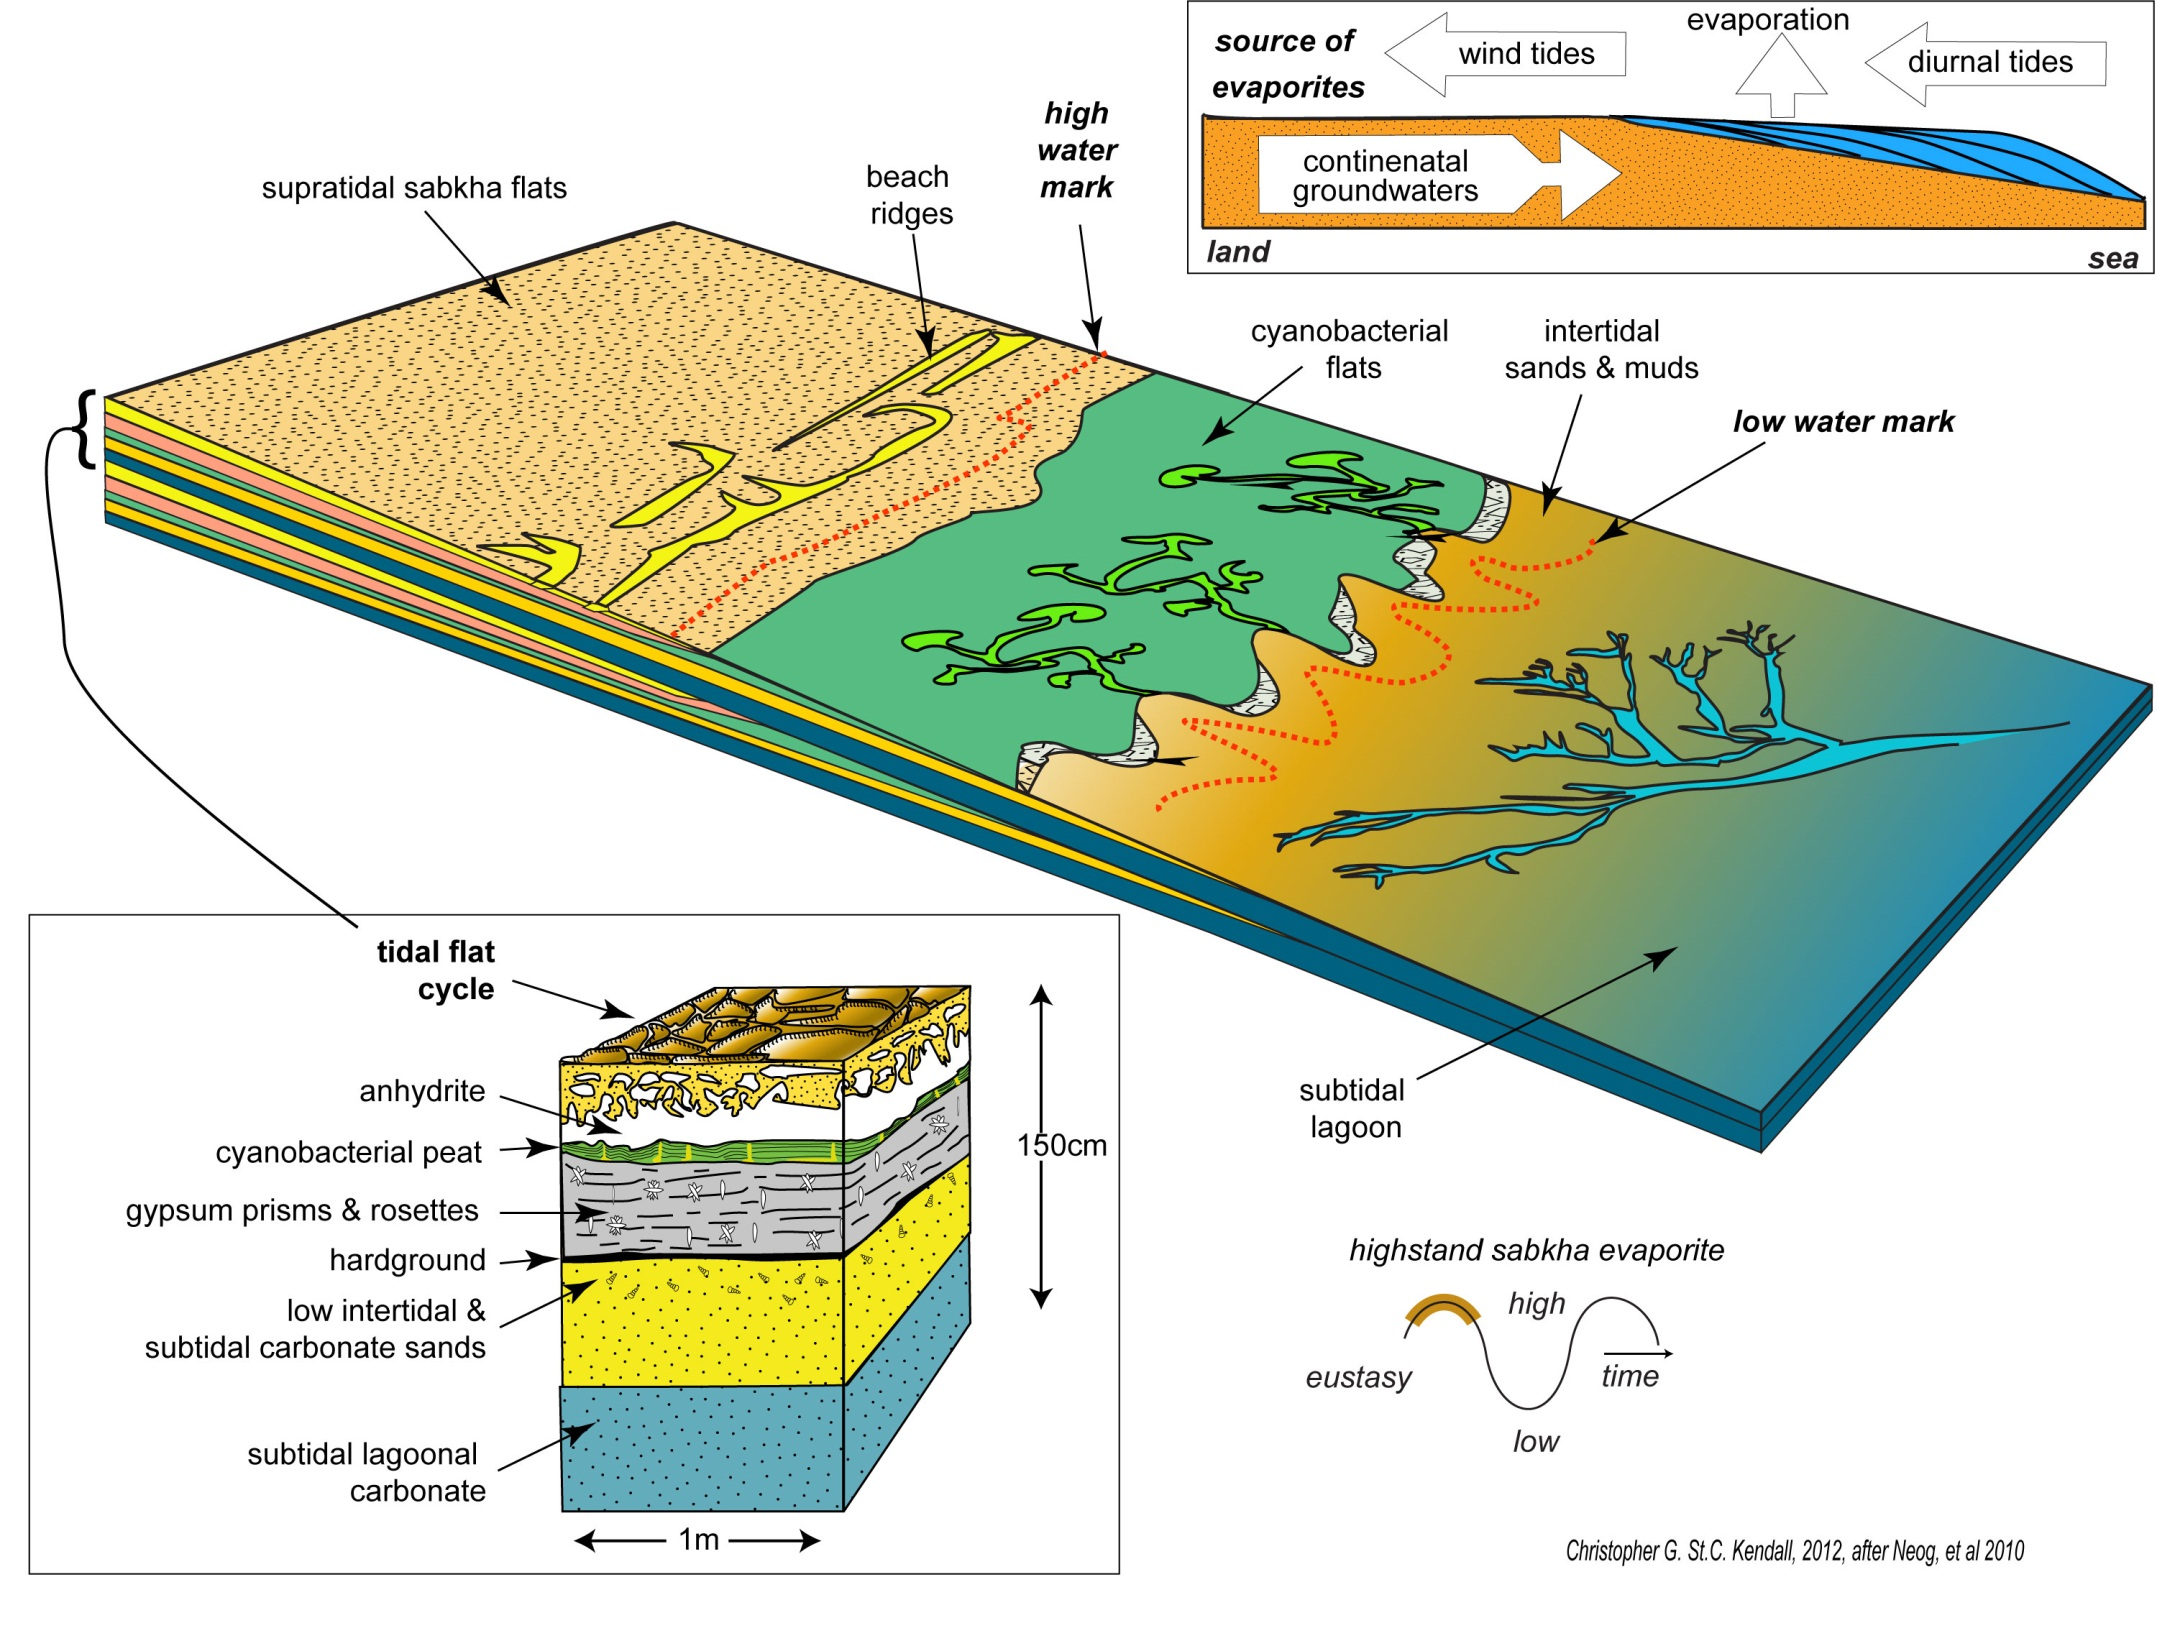 source of
evaporites
wind tides
evaporation
diurnal tides
continenatal
groundwaters
land
sea
supratidal sabkha flats
beach
ridges
high
water
mark
cyanobacterial
flats
intertidal
sands & muds
low water mark
subtidal
lagoon
tidal flat
cycle
anhydrite
cyanobacterial peat
gypsum prisms & rosettes
hardground
low intertidal &
subtidal carbonate sands
subtidal lagoonal
carbonate
150cm
1m
highstand sabkha evaporite
high
eustasy
time
low
Christopher G. St.C. Kendall, 2012, after Neog, et al 2010